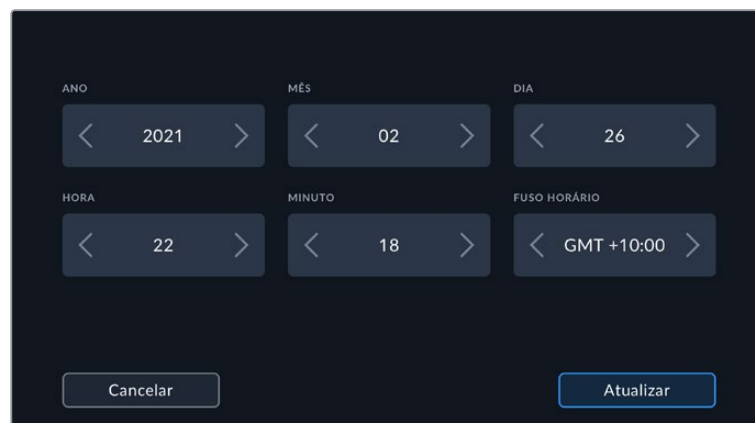 ANO MÊS DIA
2021 02 26
HORA MINUTO FUSO HORÁRIO
22 18 GMT +10:00
Cancelar Atualizar